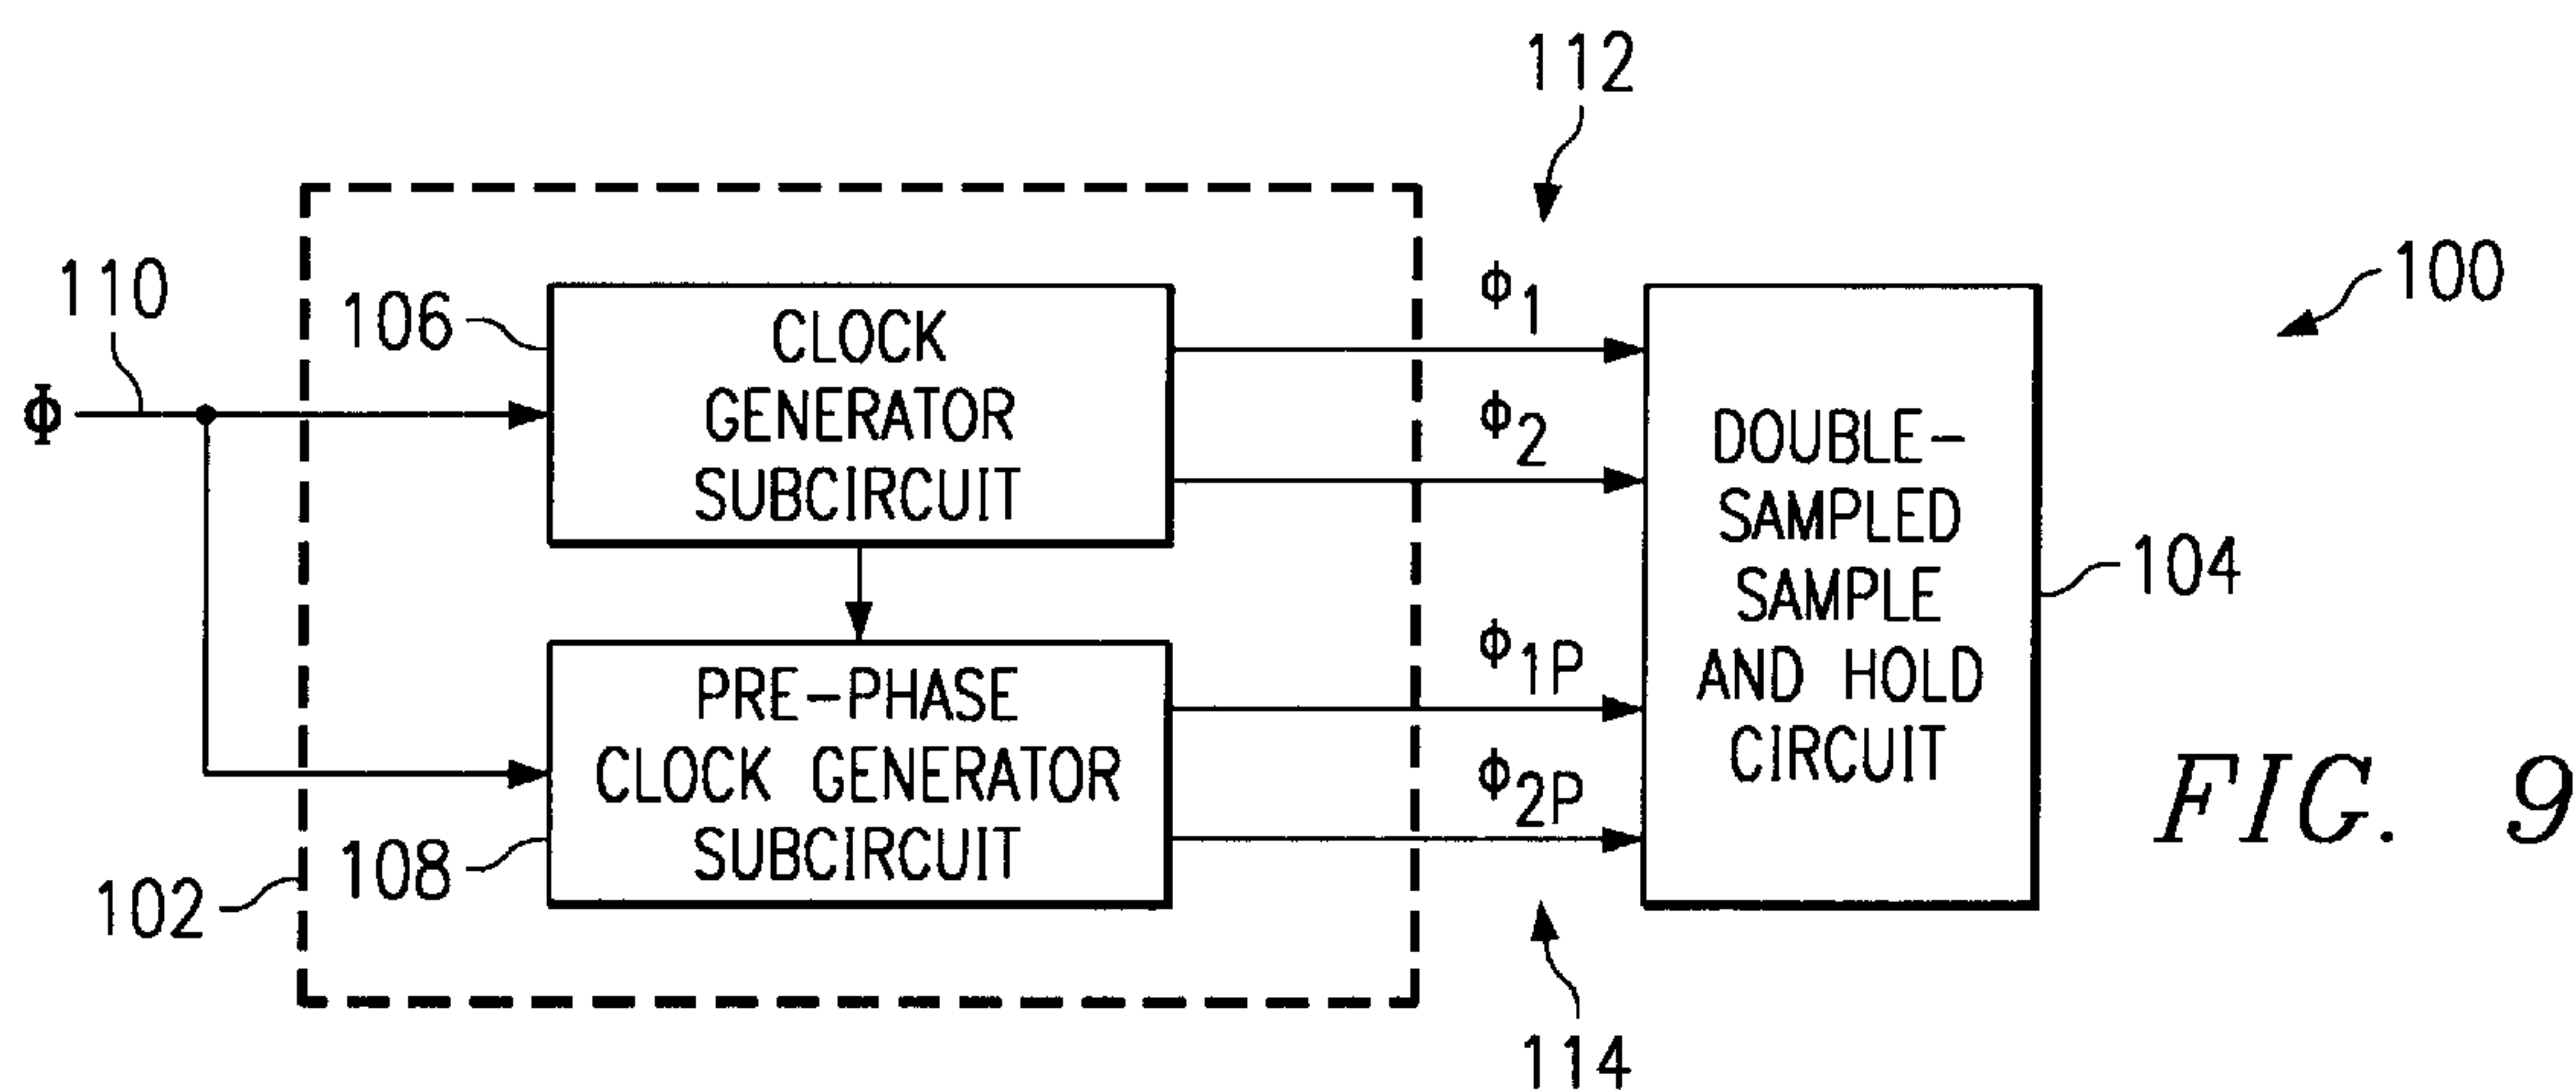 112
110
106
CLOCK
GENERATOR
SUBCIRCUIT
Φ
ϕ1
ϕ2
100
DOUBLE-
SAMPLED
SAMPLE
AND HOLD
CIRCUIT
104
PRE-PHASE
CLOCK GENERATOR
SUBCIRCUIT
ϕ1P
ϕ2P
108
102
114
FIG. 9